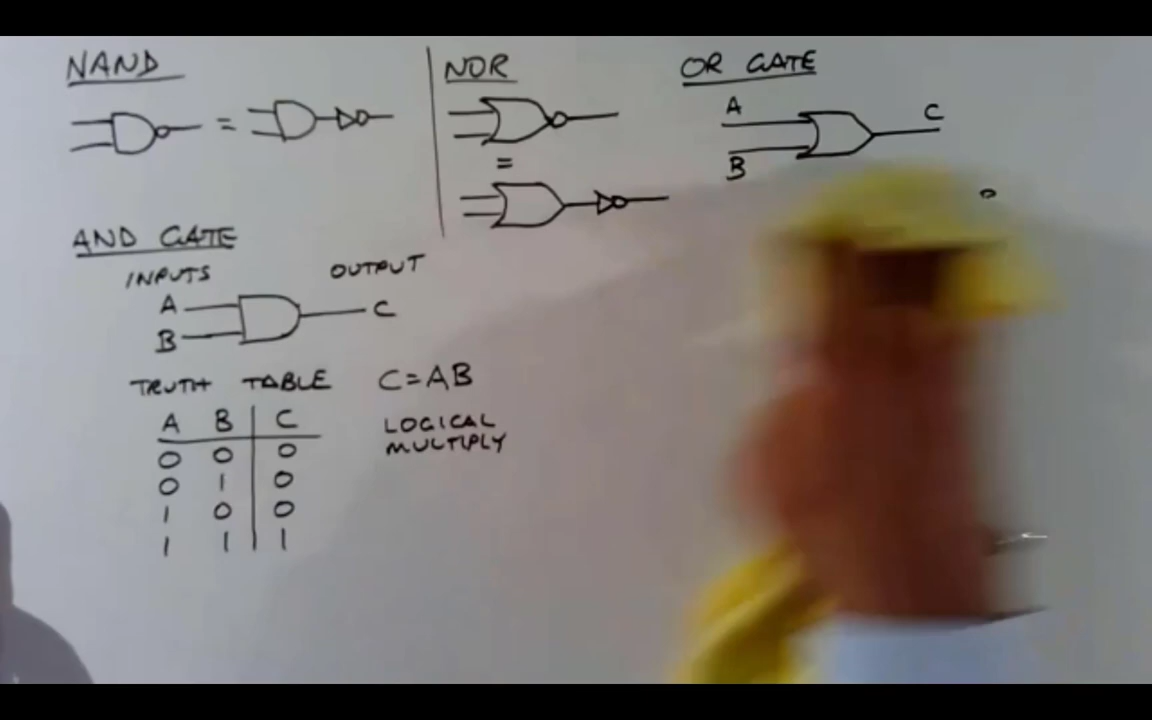 NAND
=
NOR
=
OR GATE
A
C
B
AND GATE
INPUTS OUTPUT
A
C
B
TRUTH TABLE C=AB
A B C LOGICAL
MULTIPLY
0 0 0
0 1 0
1 0 0
1 1 1